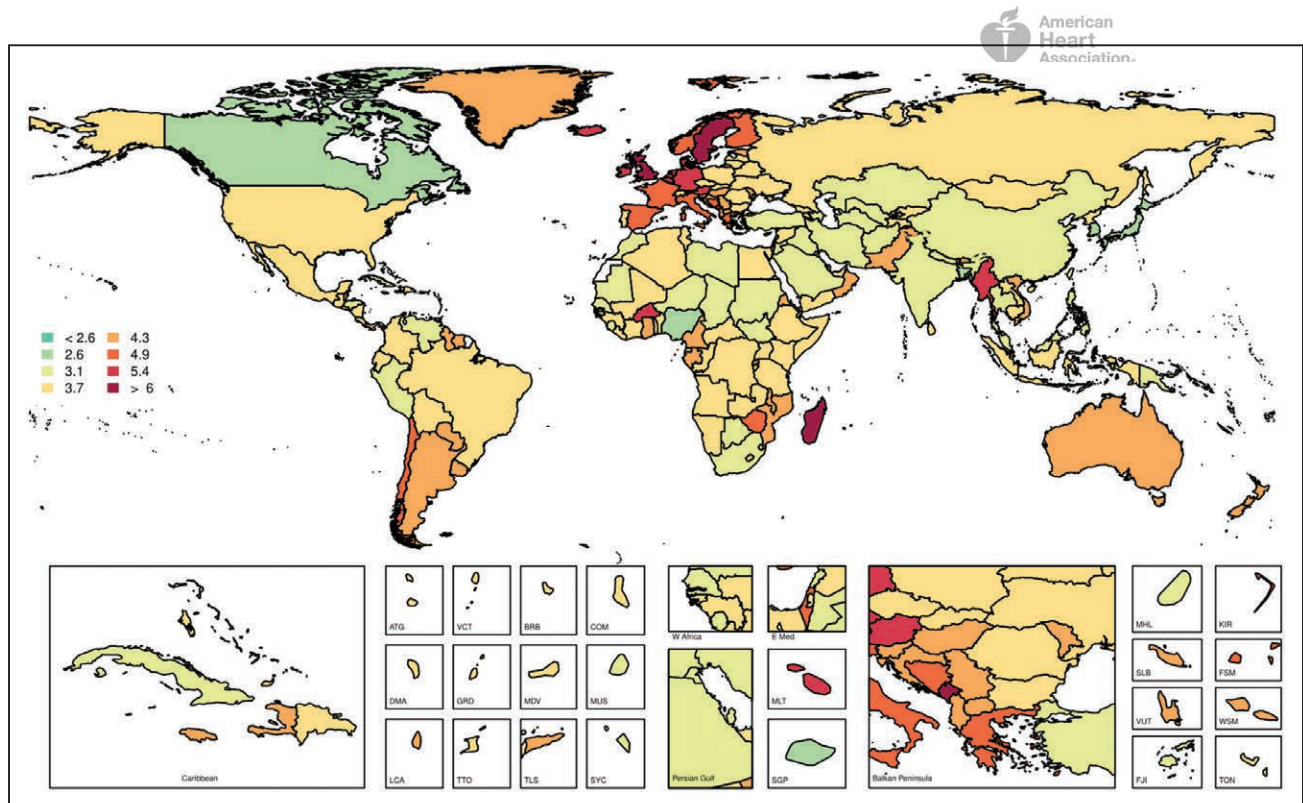 American
Heart
Association®
< 2.6
2.6
3.1
3.7
4.3
4.9
5.4
> 6
Caribbean
ATG
VCT
BRB
COM
DMA
GRD
MDV
MUS
LCA
TTO
TLS
SYC
W Africa
E Med.
Persian Gulf
MLT
SGP
Balkan Peninsula
MHL
KIR
SLB
FSM
VUT
WSM
FJI
TON